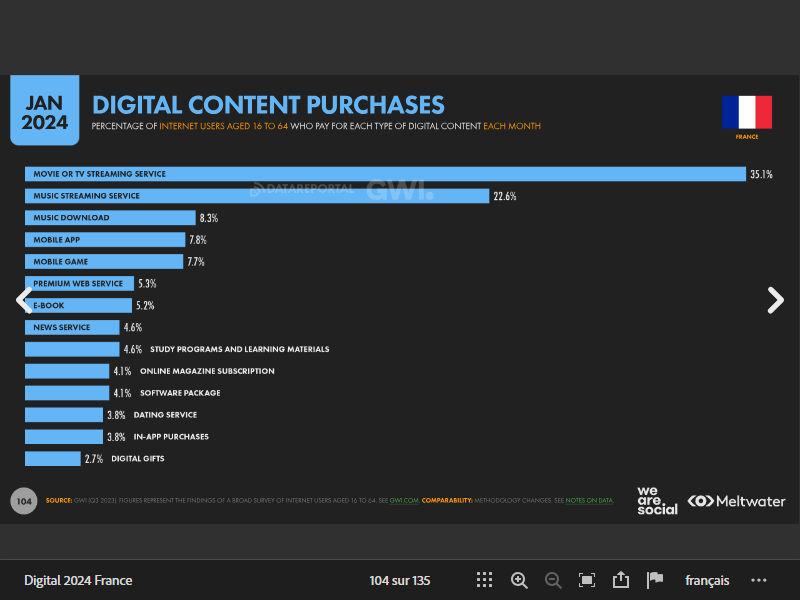 JAN
2024
DIGITAL CONTENT PURCHASES
PERCENTAGE OF INTERNET USERS AGED 16 TO 64 WHO PAY FOR EACH TYPE OF DIGITAL CONTENT EACH MONTH
FRANCE
MOVIE OR TV STREAMING SERVICE 35.1%
DATAREPORTAL GWI.
MUSIC STREAMING SERVICE 22.6%
MUSIC DOWNLOAD 8.3%
MOBILE APP 7.8%
MOBILE GAME 7.7%
PREMIUM WEB SERVICE 5.3%
E-BOOK 5.2%
NEWS SERVICE 4.6%
4.6% STUDY PROGRAMS AND LEARNING MATERIALS
4.1% ONLINE MAGAZINE SUBSCRIPTION
4.1% SOFTWARE PACKAGE
3.8% DATING SERVICE
3.8% IN-APP PURCHASES
2.7% DIGITAL GIFTS
104 SOURCE: GWI (Q3 2023). FIGURES REPRESENT THE FINDINGS OF A BROAD SURVEY OF INTERNET USERS AGED 16 TO 64. SEE GWI.COM. COMPARABILITY: METHODOLOGY CHANGES. SEE NOTES ON DATA.
we
are
social
Meltwater
Digital 2024 France 104 sur 135 français